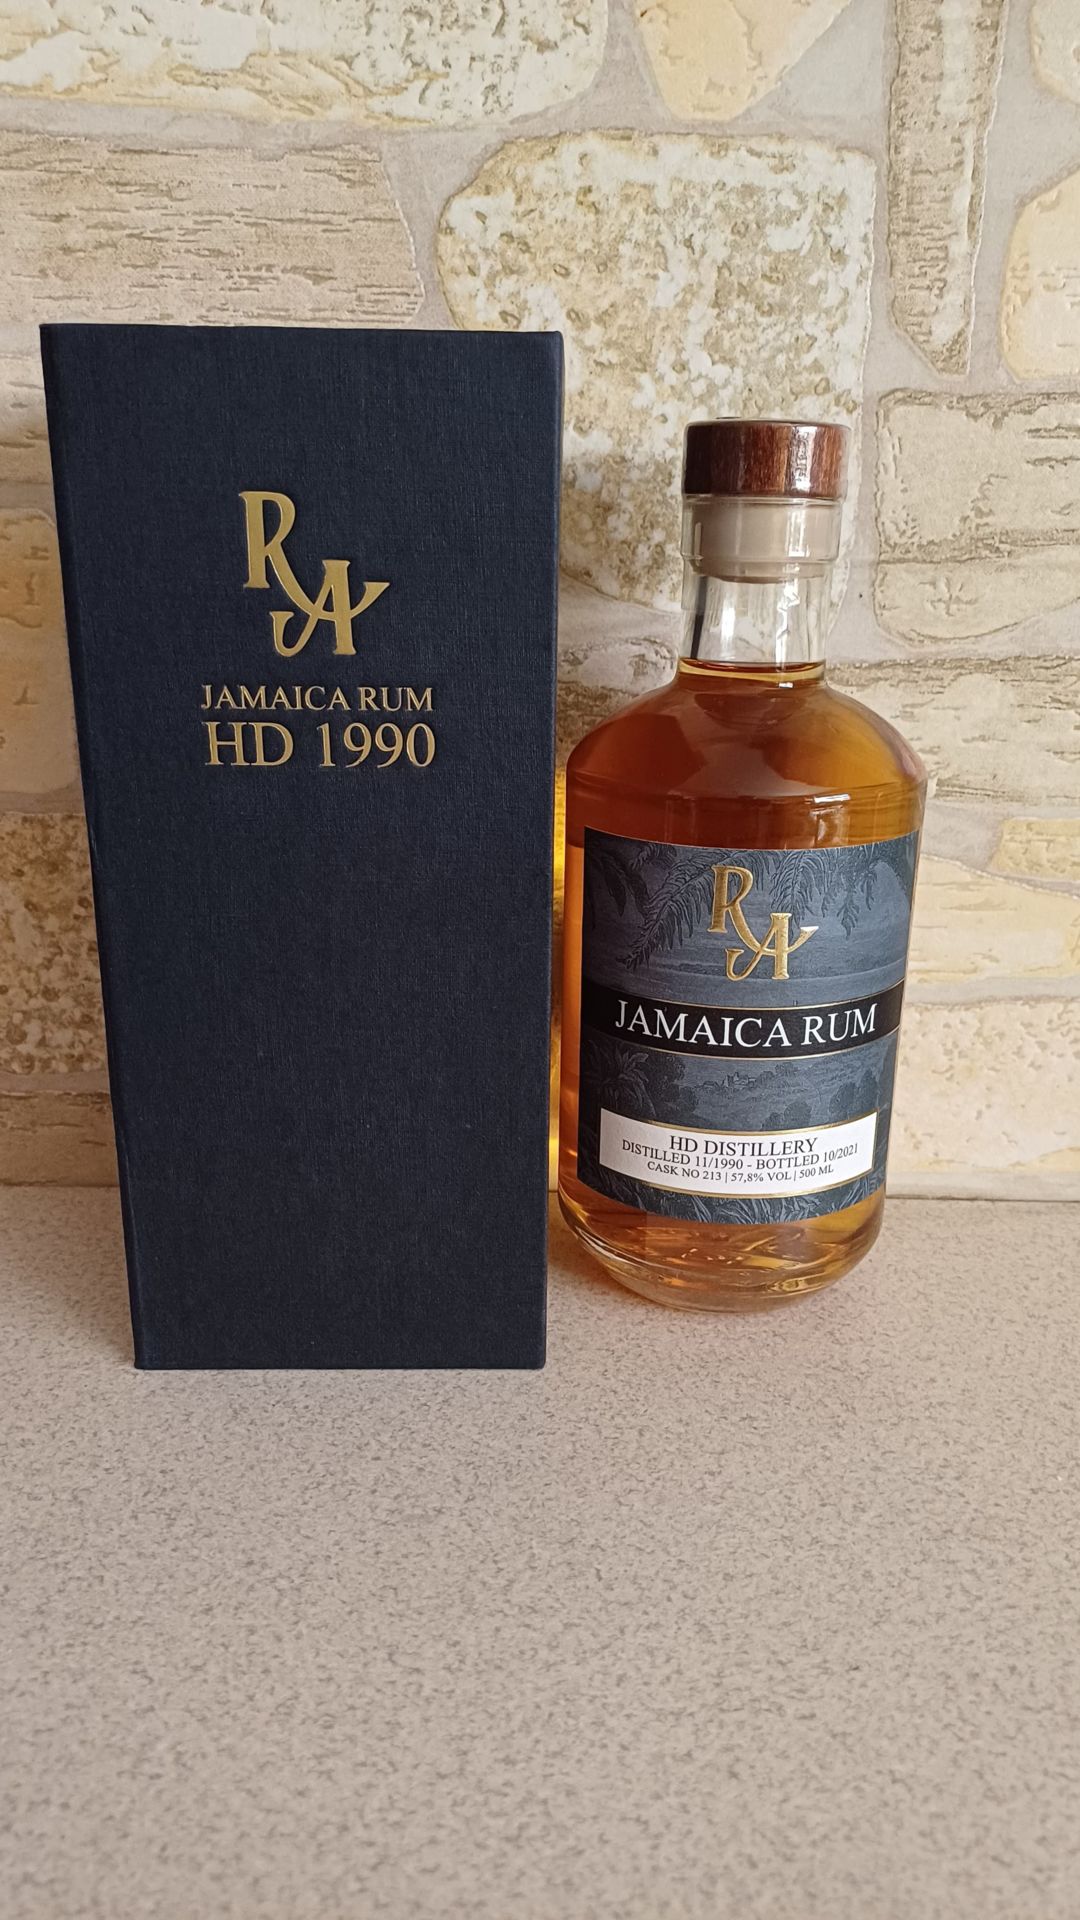 RA
JAMAICA RUM
HD 1990
RA
JAMAICA RUM
HD DISTILLERY
DISTILLED 11/1990 - BOTTLED 10/2021
CASK NO 213 | 57,8% VOL | 500 ML